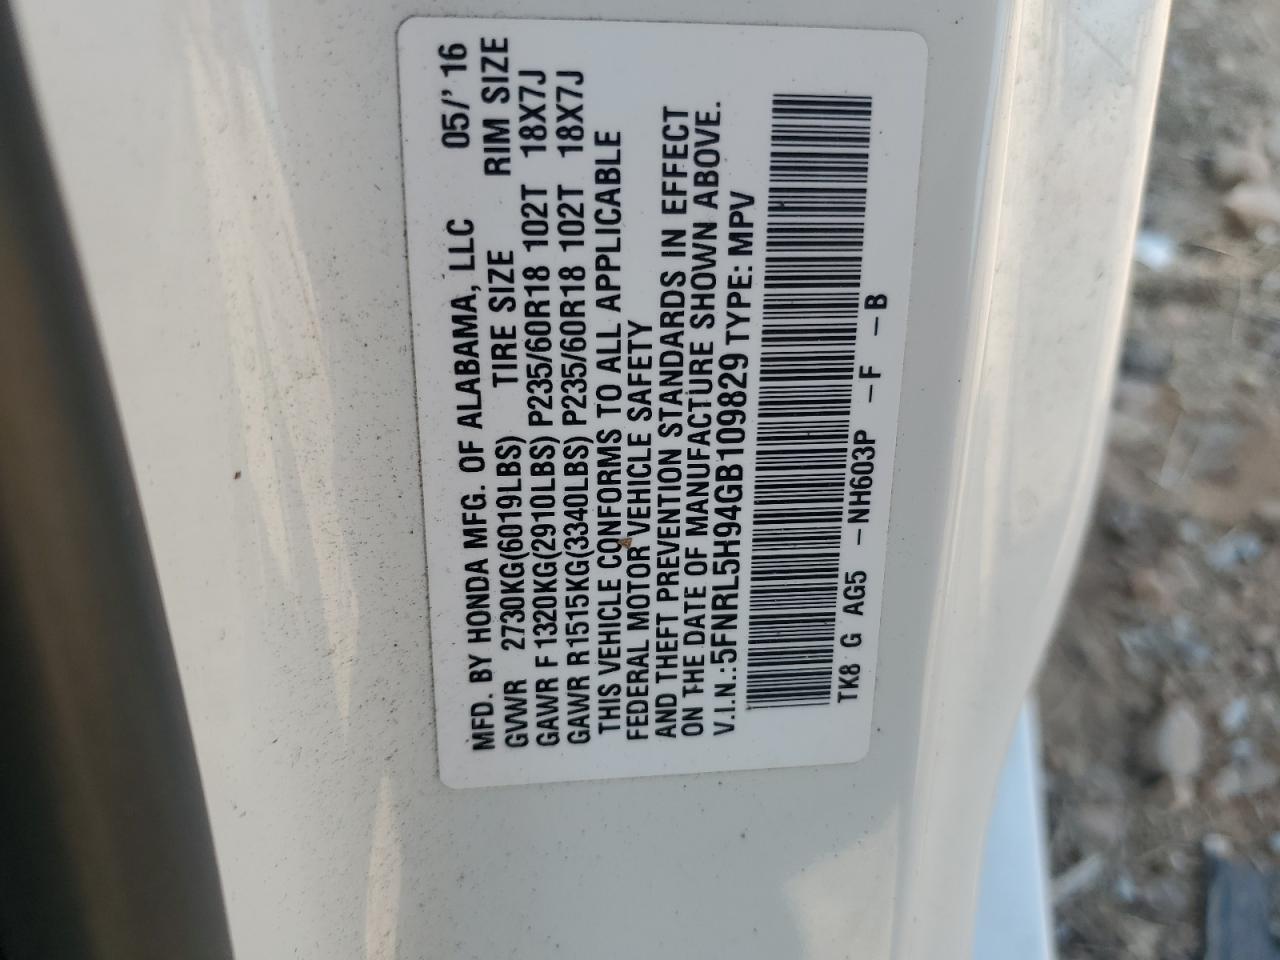 MFD. BY HONDA MFG. OF ALABAMA, LLC 05/'16
GVWR 2730KG(6019LBS) TIRE SIZE RIM SIZE
GAWR F 1320KG(2910LBS) P235/60R18 102T 18X7J
GAWR R 1515KG(3340LBS) P235/60R18 102T 18X7J
THIS VEHICLE CONFORMS TO ALL APPLICABLE
FEDERAL MOTOR VEHICLE SAFETY
AND THEFT PREVENTION STANDARDS IN EFFECT
ON THE DATE OF MANUFACTURE SHOWN ABOVE.
V.I.N.:5FNRL5H94GB109829 TYPE: MPV
TK8 G AG5 -NH603P -F -B